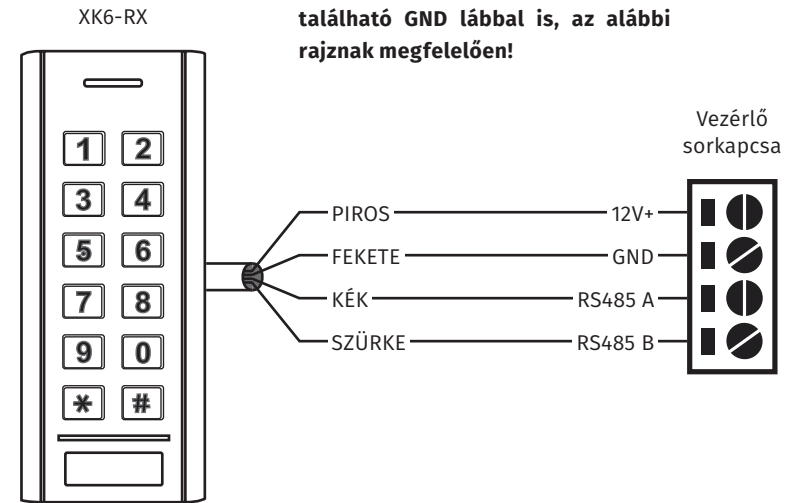 XK6-RX
található GND lábbal is, az alábbi
rajznak megfelelően!
Vezérlő
sorkapcsa
1 2
3 4
5 6
7 8
9 0
* #
PIROS 12V+
FEKETE GND
KÉK RS485 A
SZÜRKE RS485 B